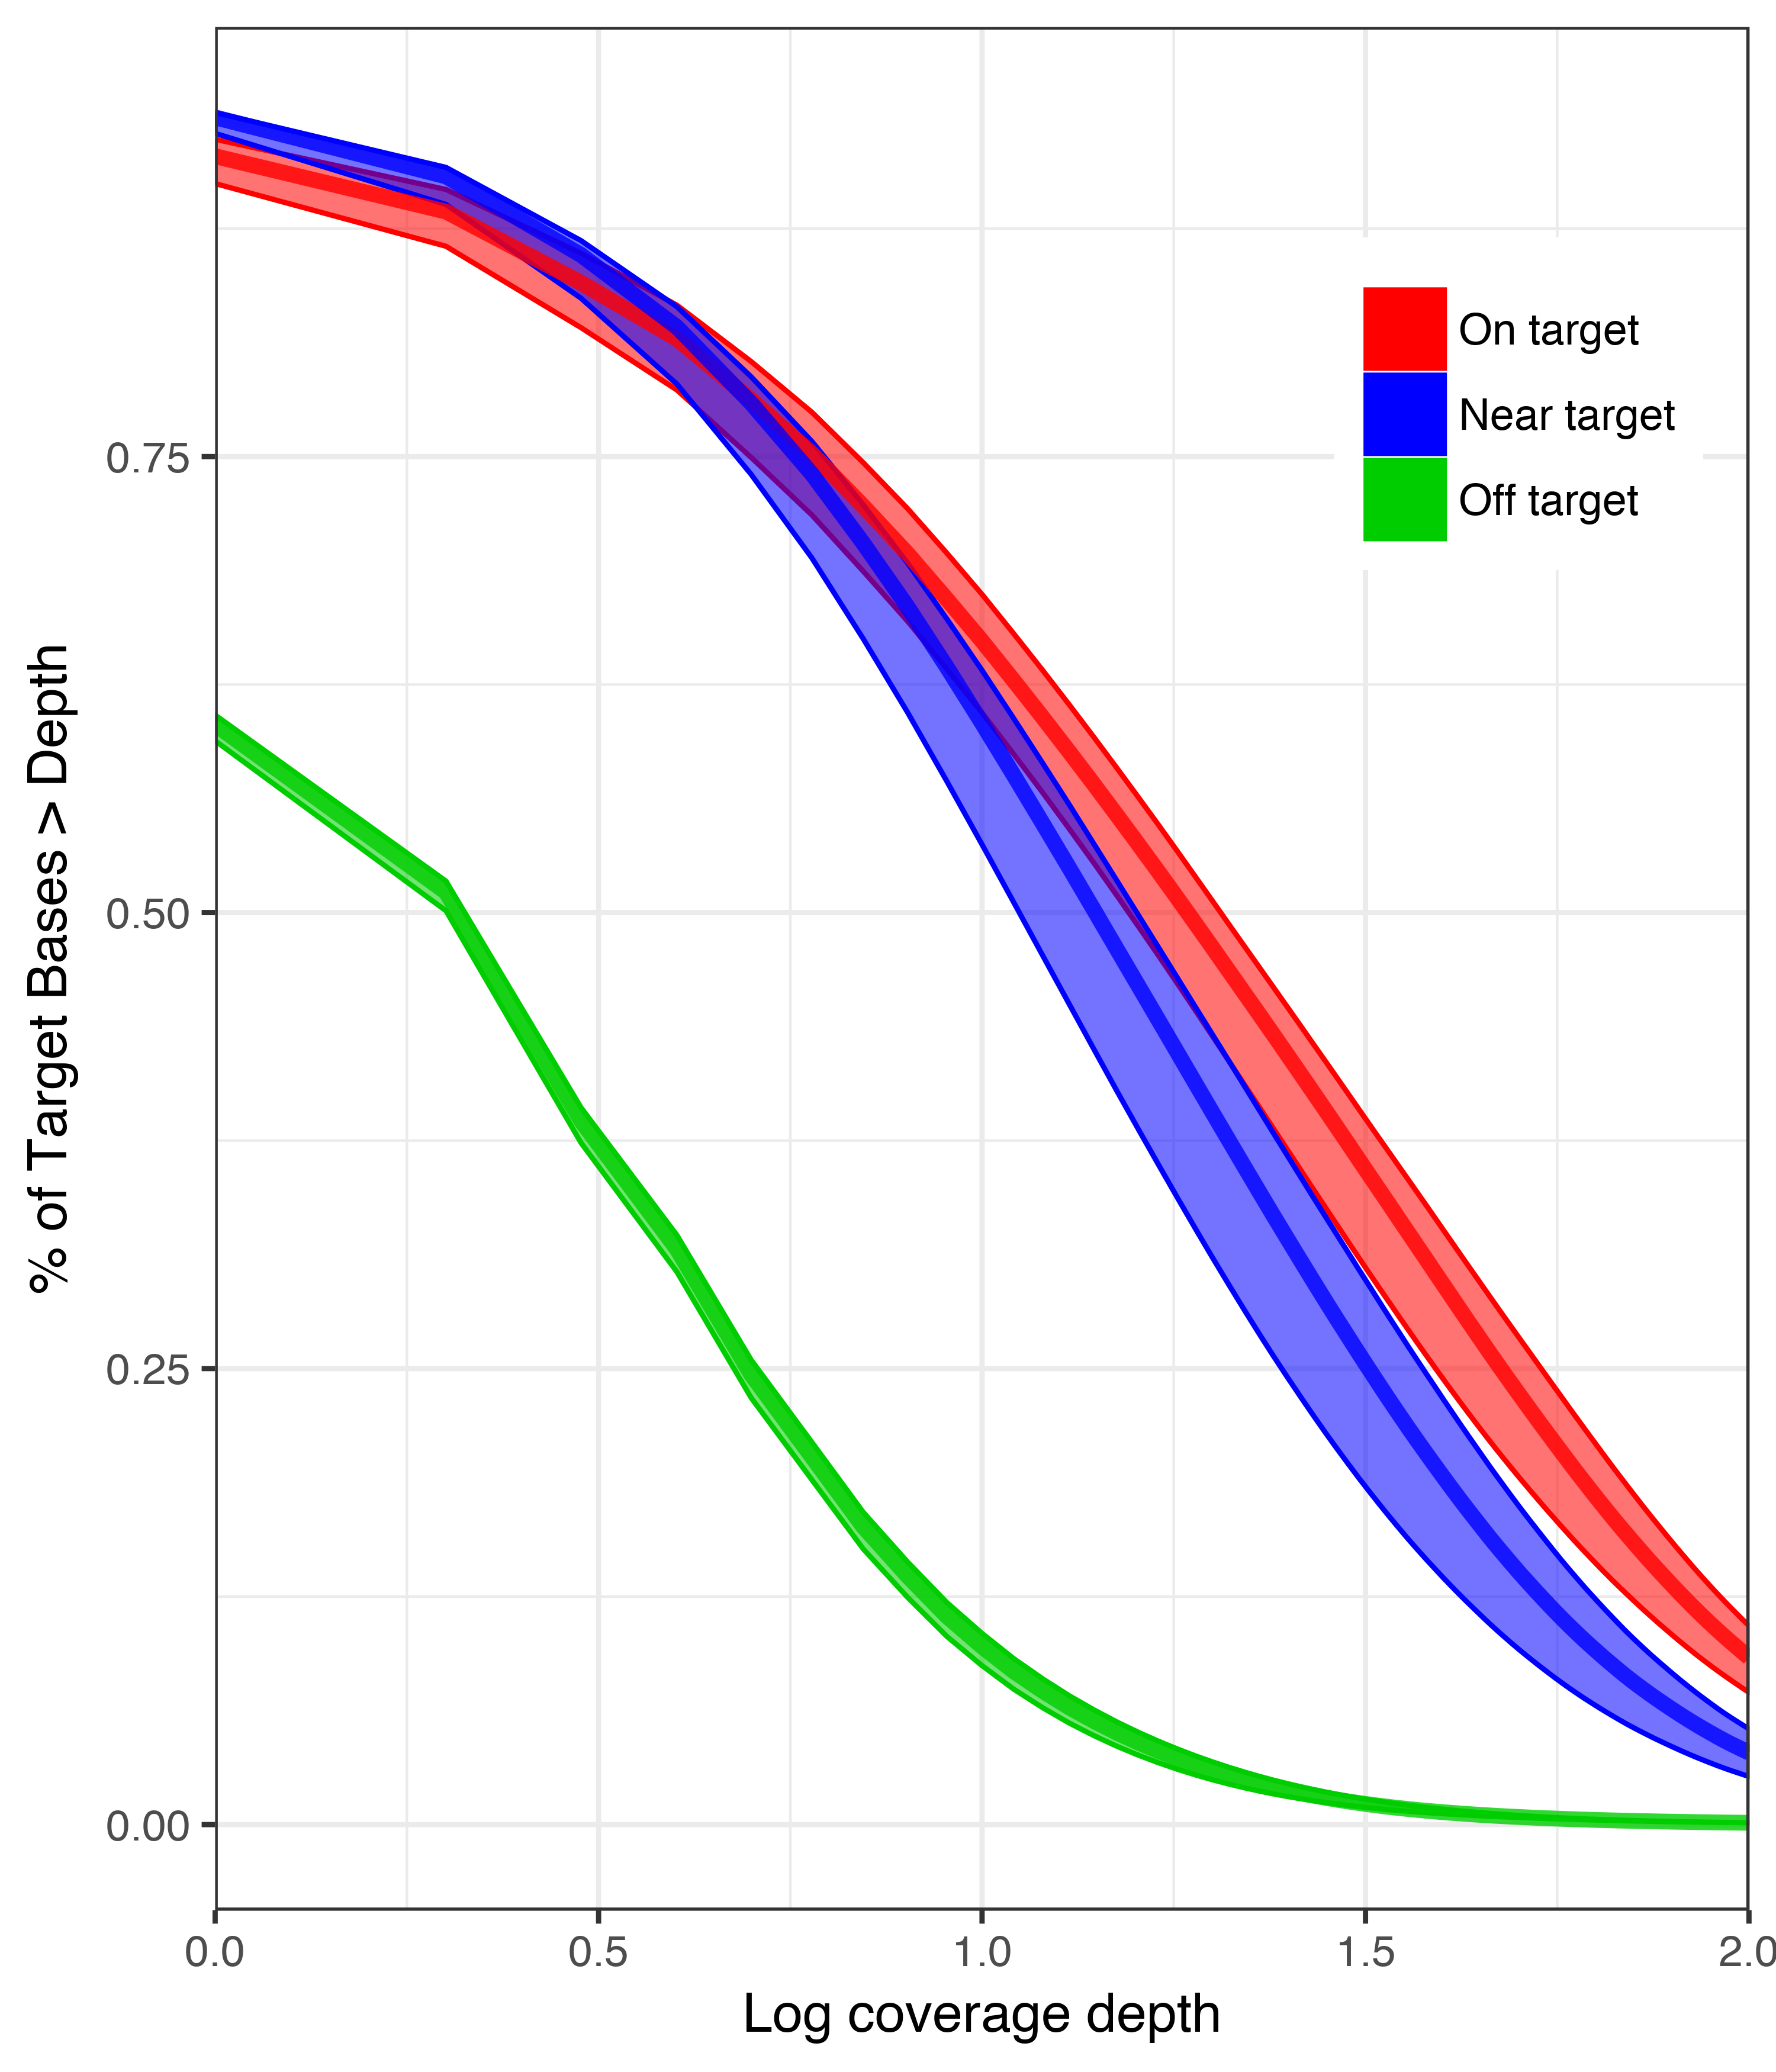 % of Target Bases > Depth
0.75
0.50
0.25
0.00
On target
Near target
Off target
0.0 0.5 1.0 1.5 2.0
Log coverage depth